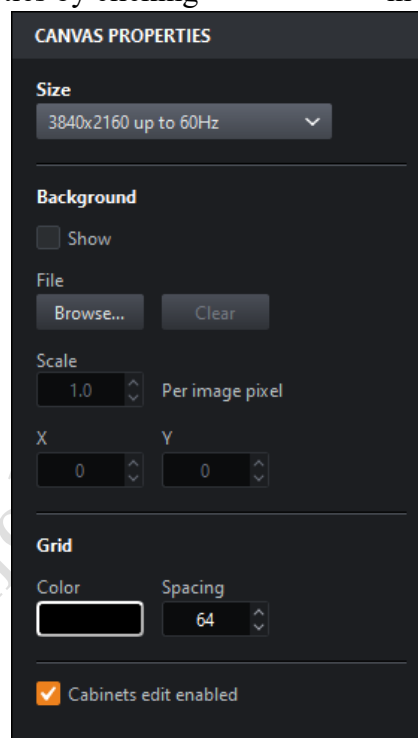 CANVAS PROPERTIES
Size
3840x2160 up to 60Hz
Background
Show
File
Browse... Clear
Scale
1.0 Per image pixel
X Y
0 0
Grid
Color Spacing
64
Cabinets edit enabled